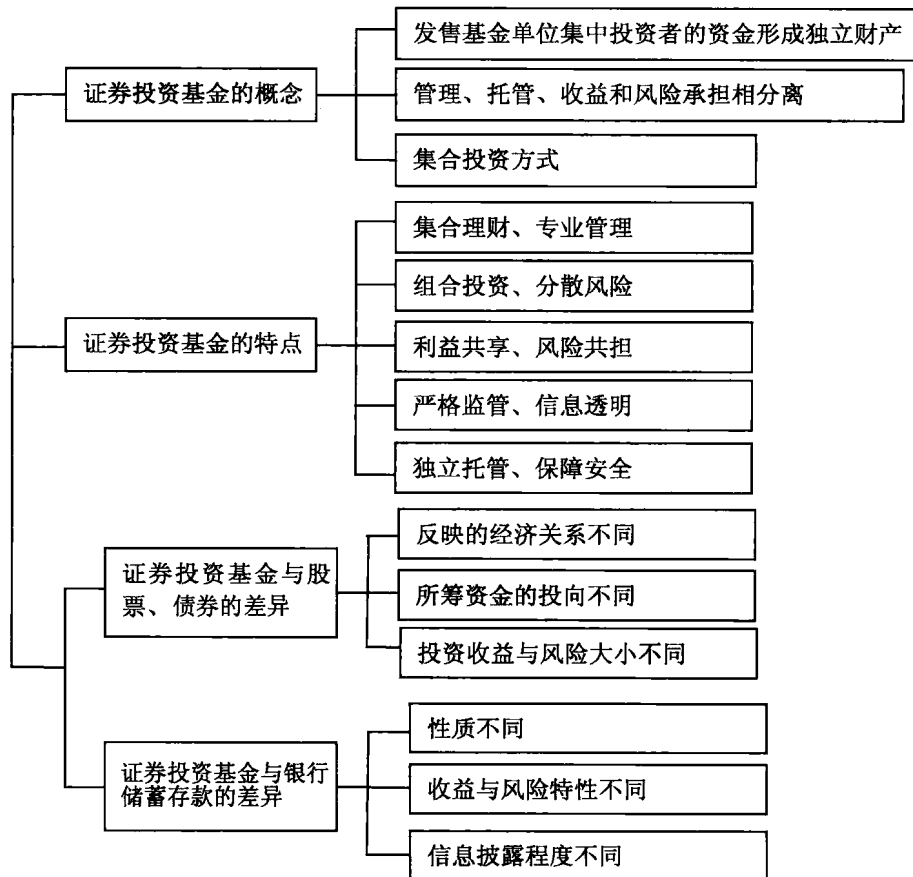 证券投资基金的概念
发售基金单位集中投资者的资金形成独立财产
管理、托管、收益和风险承担相分离
集合投资方式
证券投资基金的特点
集合理财、专业管理
组合投资、分散风险
利益共享、风险共担
严格监管、信息透明
独立托管、保障安全
证券投资基金与股
票、债券的差异
反映的经济关系不同
所筹资金的投向不同
投资收益与风险大小不同
证券投资基金与银行
储蓄存款的差异
性质不同
收益与风险特性不同
信息披露程度不同